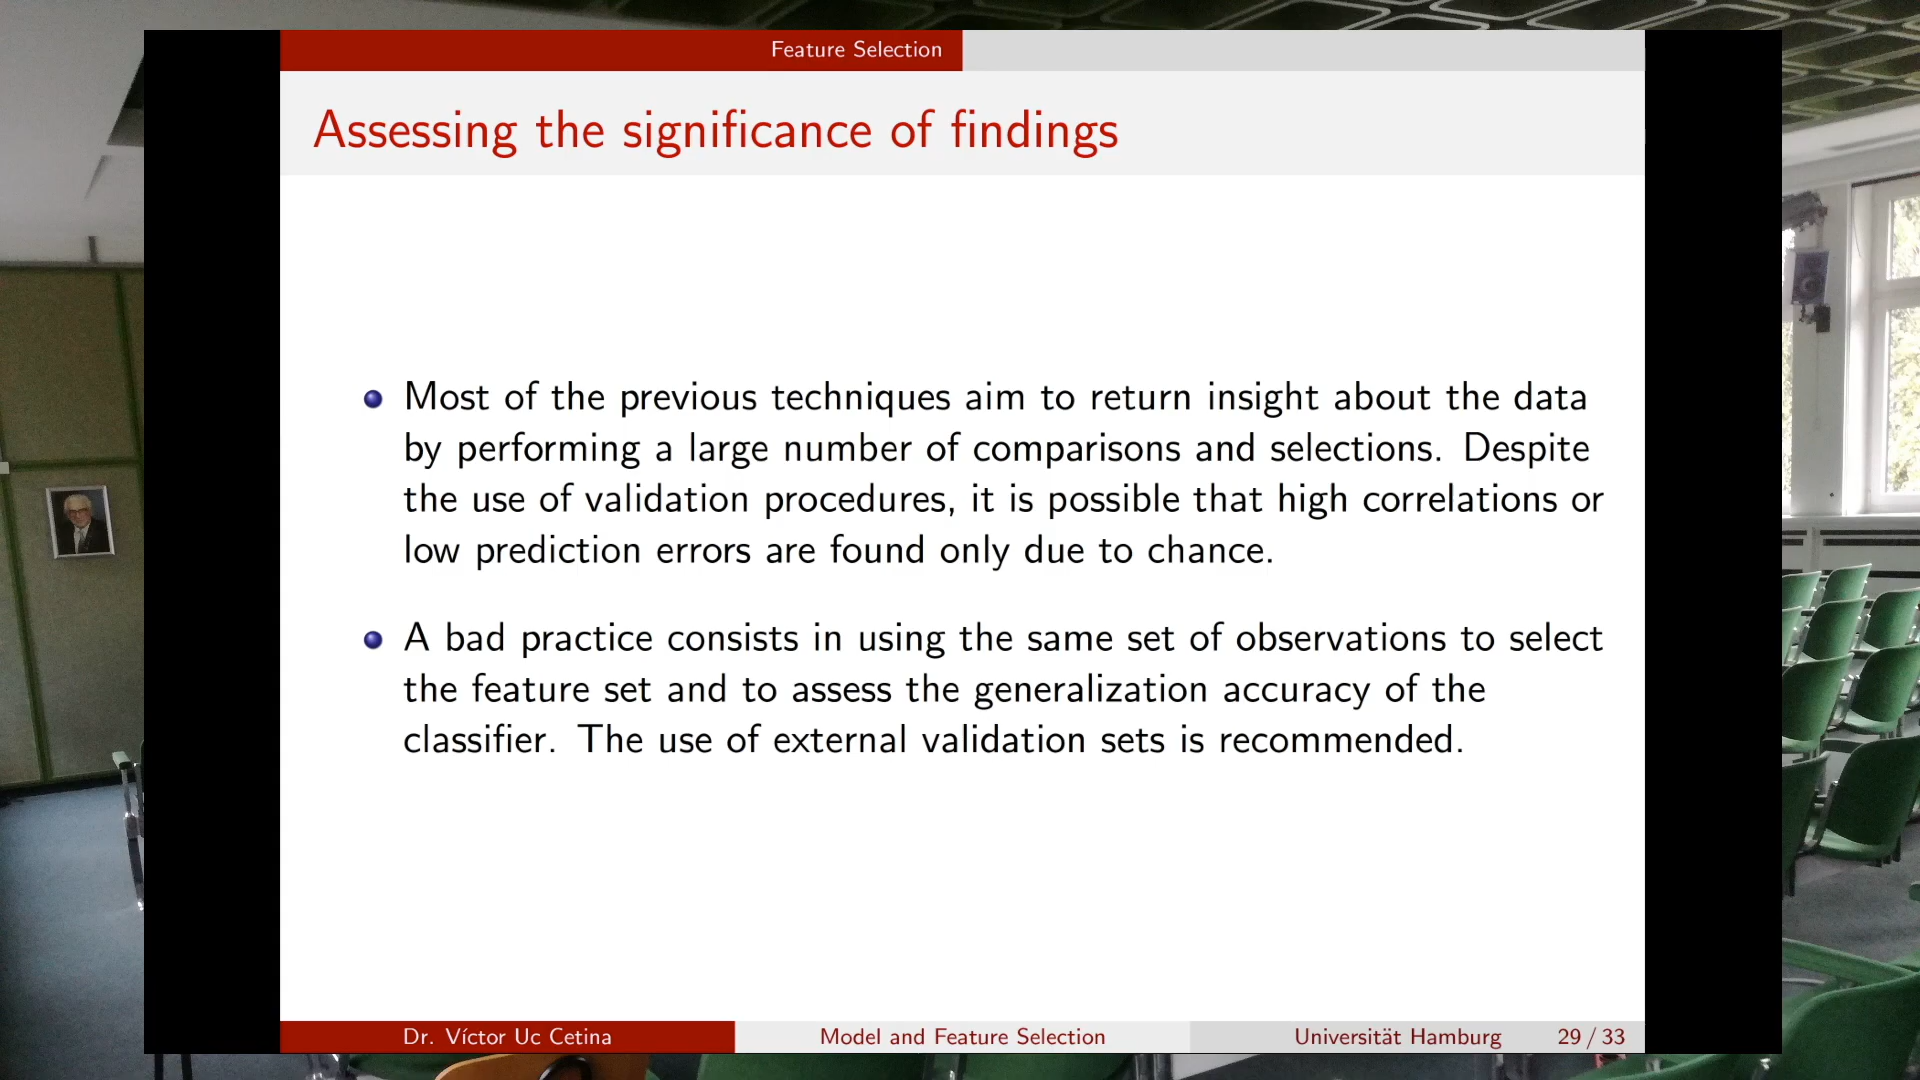 Feature Selection
Assessing the significance of findings
Most of the previous techniques aim to return insight about the data
by performing a large number of comparisons and selections. Despite
the use of validation procedures, it is possible that high correlations or
low prediction errors are found only due to chance.
A bad practice consists in using the same set of observations to select
the feature set and to assess the generalization accuracy of the
classifier. The use of external validation sets is recommended.
Dr. Víctor Uc Cetina
Model and Feature Selection
Universität Hamburg
29 / 33